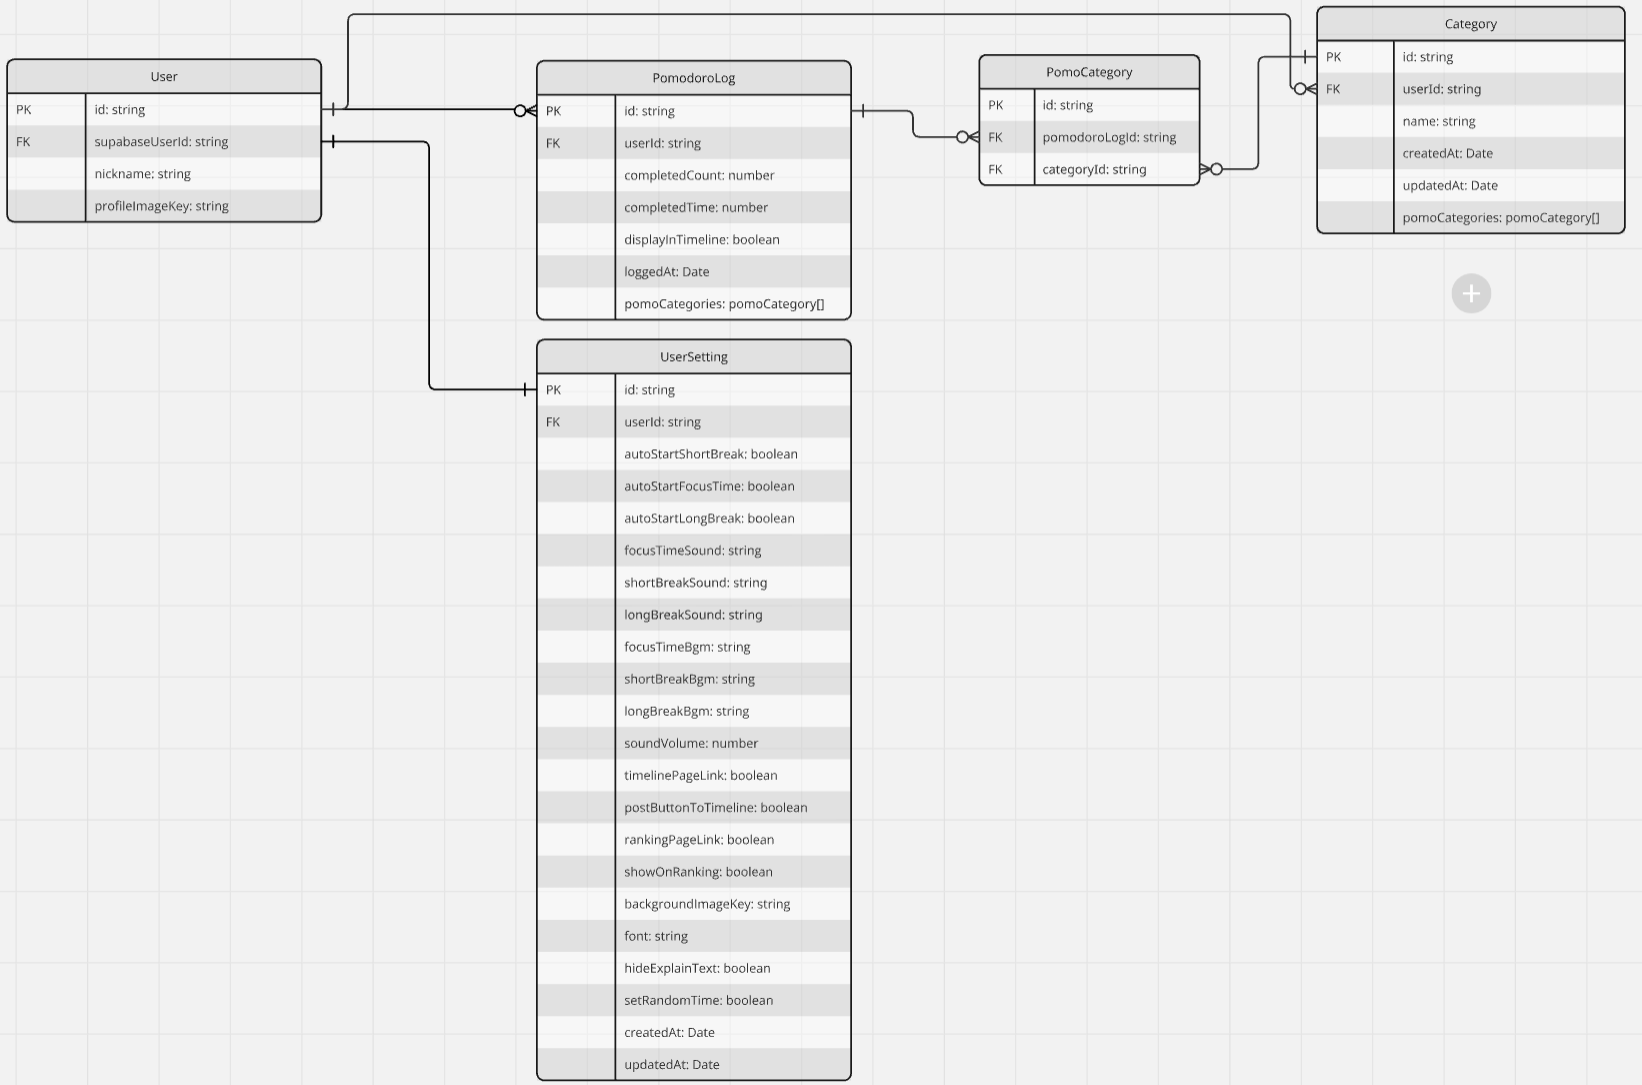 User
PK id: string
FK supabaseUserId: string
nickname: string
profileImageKey: string
PomodoroLog
PK id: string
FK userId: string
completedCount: number
completedTime: number
displayInTimeline: boolean
loggedAt: Date
pomoCategories: pomoCategory[]
PomoCategory
PK id: string
FK pomodoroLogId: string
FK categoryId: string
Category
PK id: string
FK userId: string
name: string
createdAt: Date
updatedAt: Date
pomoCategories: pomoCategory[]
UserSetting
PK id: string
FK userId: string
autoStartShortBreak: boolean
autoStartFocusTime: boolean
autoStartLongBreak: boolean
focusTimeSound: string
shortBreakSound: string
longBreakSound: string
focusTimeBgm: string
shortBreakBgm: string
longBreakBgm: string
soundVolume: number
timelinePageLink: boolean
postButtonToTimeline: boolean
rankingPageLink: boolean
showOnRanking: boolean
backgroundImageKey: string
font: string
hideExplainText: boolean
setRandomTime: boolean
createdAt: Date
updatedAt: Date